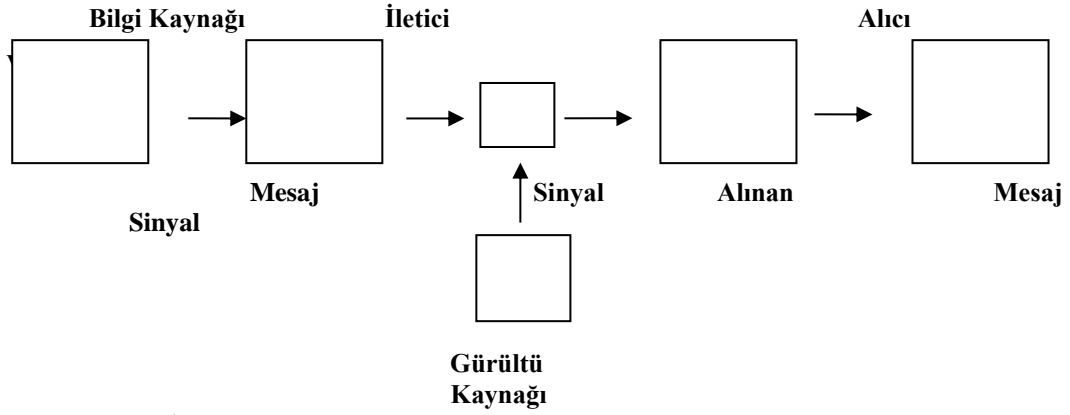 Bilgi Kaynağı İletici Alıcı
Mesaj Sinyal Alınan Mesaj
Sinyal
Gürültü
Kaynağı